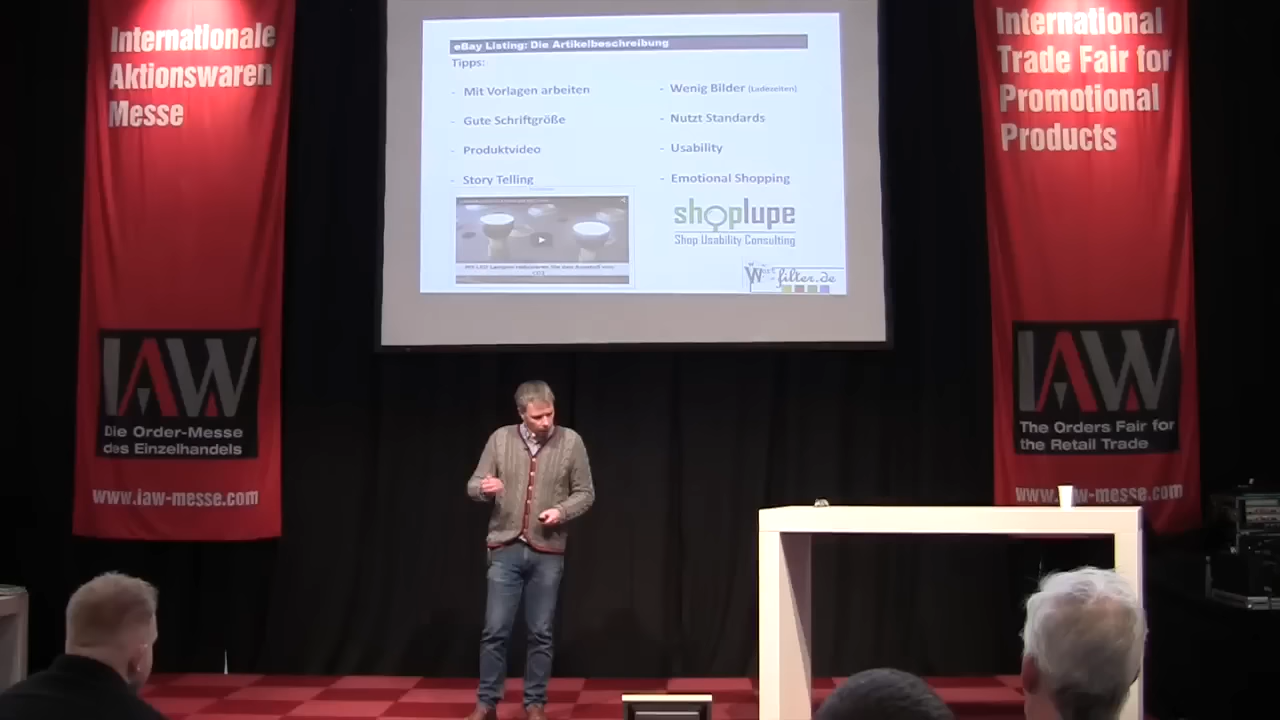 Internationale
Aktionswaren
Messe
IAW
Die Order-Messe
des Einzelhandels
www.iaw-messe.com
eBay Listing: Die Artikelbeschreibung
Tipps:
- Mit Vorlagen arbeiten
- Gute Schriftgröße
- Produktvideo
- Story Telling
- Wenig Bilder (Ladezeiten)
- Nutzt Standards
- Usability
- Emotional Shopping
shoplupe
Shop Usability Consulting
Wortfilter.de
International
Trade Fair for
Promotional
Products
IAW
The Orders Fair for
the Retail Trade
www.iaw-messe.com